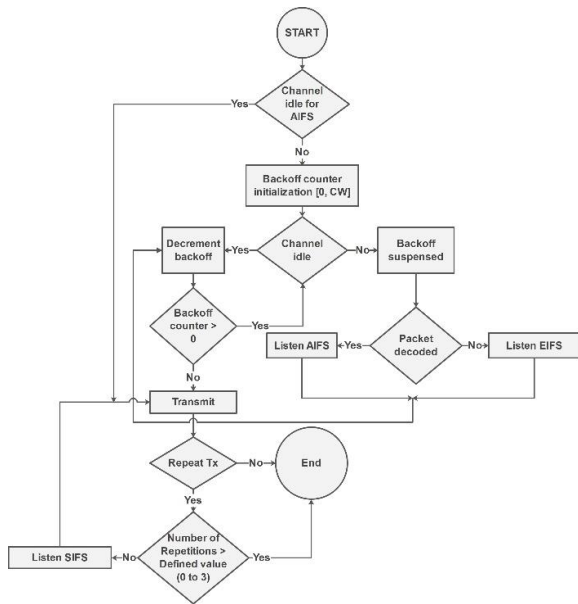 START
Channel
idle for
AIFS
Yes
No
Backoff counter
initialization [0, CW]
Decrement
backoff
Yes
Channel
idle
No
Backoff
suspensed
Backoff
counter >
0
Yes
Listen AIFS
Yes
Packet
decoded
No
Listen EIFS
No
Transmit
Repeat Tx
No
End
Yes
Number of
Repetitions >
Defined value
(0 to 3)
Listen SIFS
No
Yes